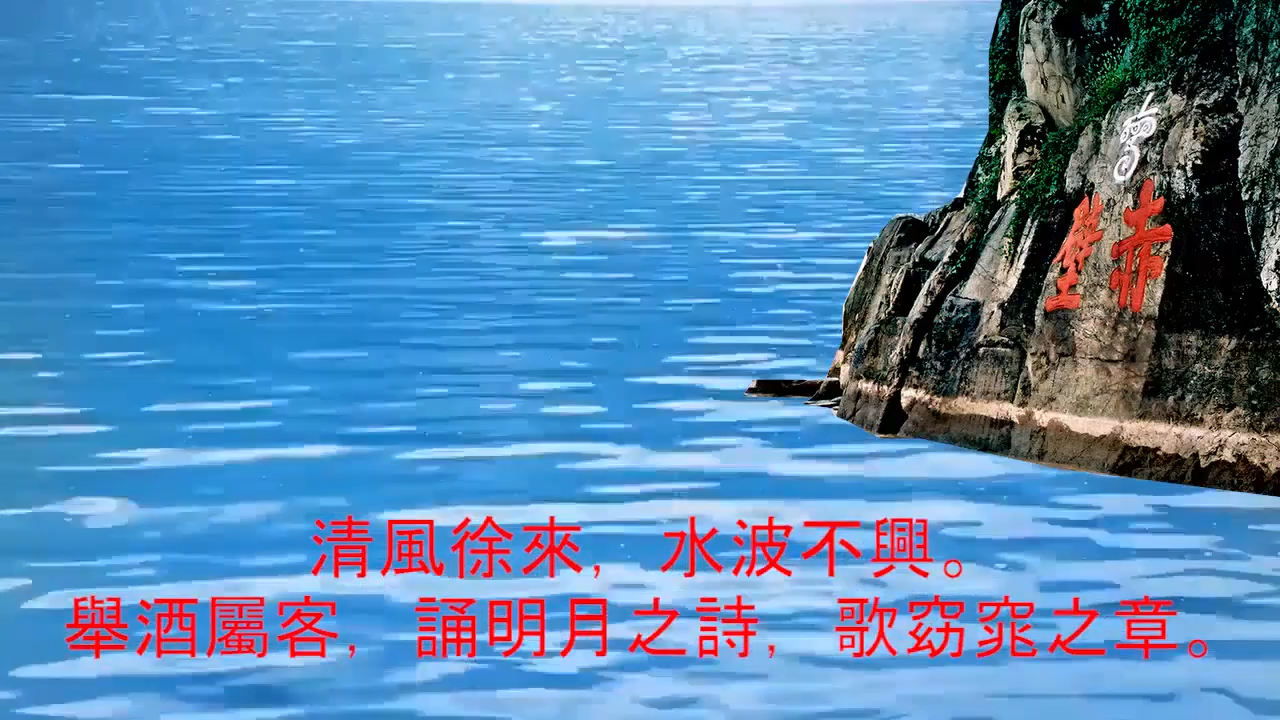 赤壁
清風徐來, 水波不興。
舉酒屬客, 誦明月之詩, 歌窈窕之章。